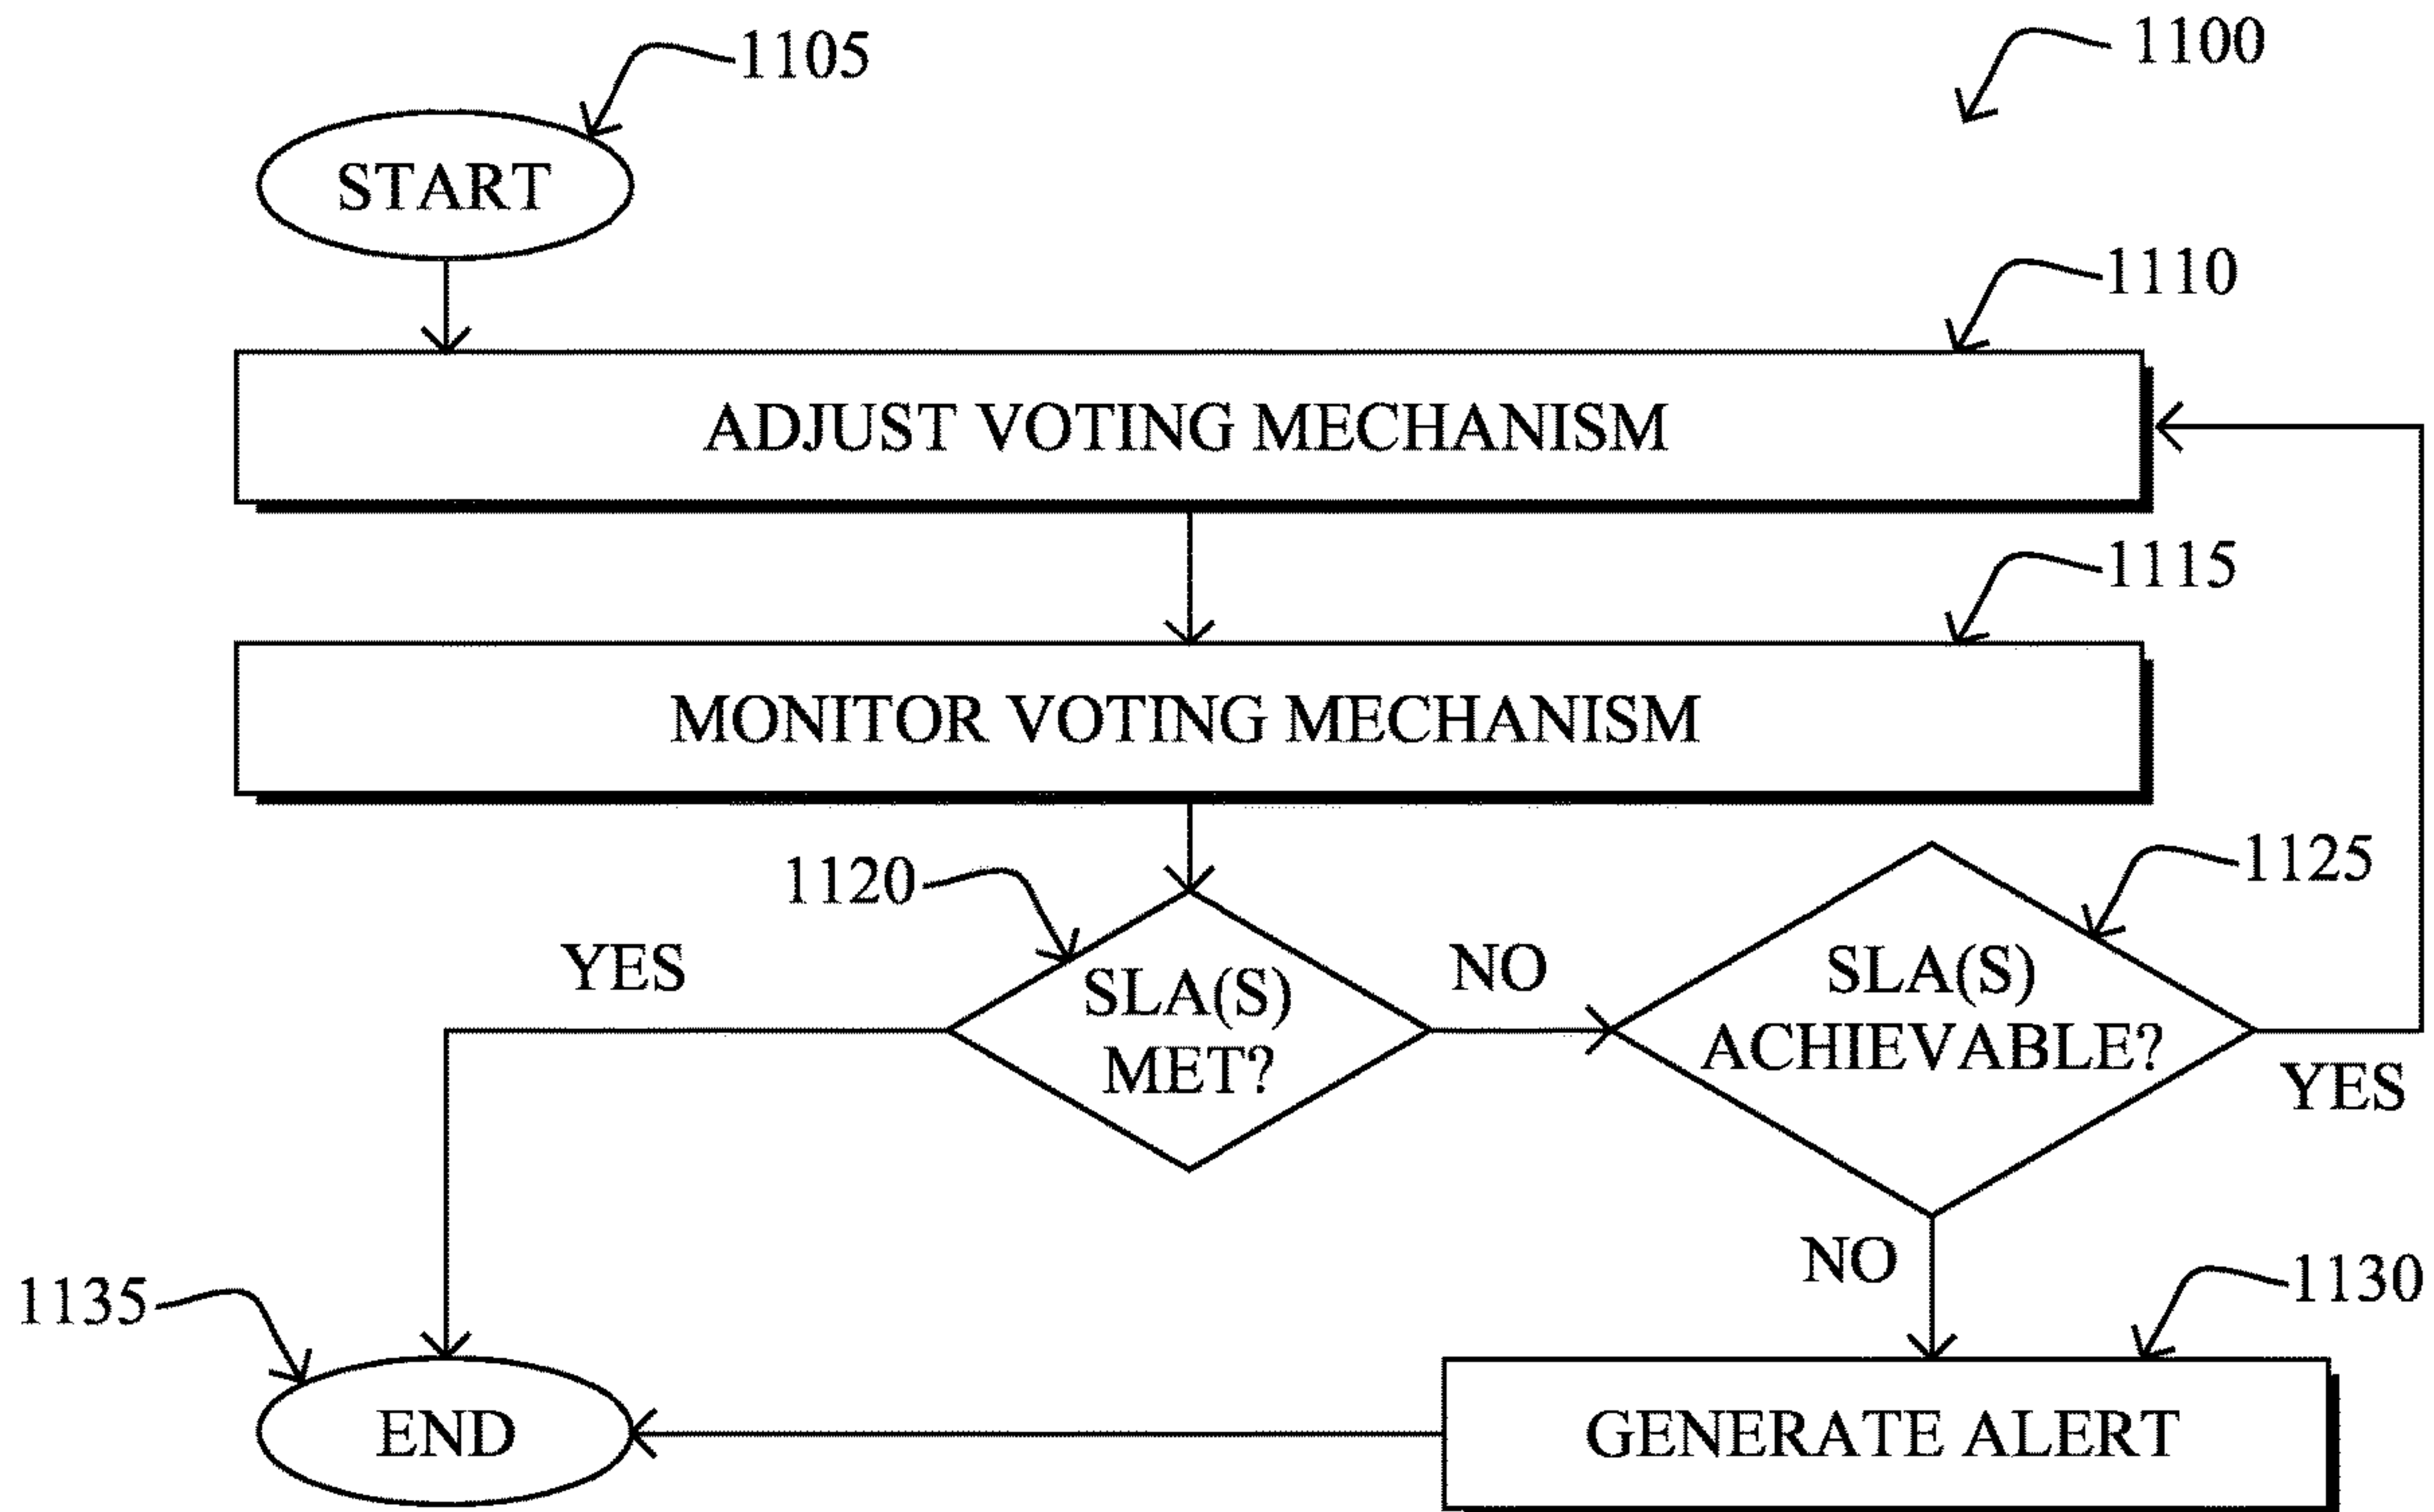 1100
1105
START
1110
ADJUST VOTING MECHANISM
1115
MONITOR VOTING MECHANISM
1120
1125
YES
SLA(S)
MET?
NO
SLA(S)
ACHIEVABLE?
YES
NO
1130
1135
END
GENERATE ALERT